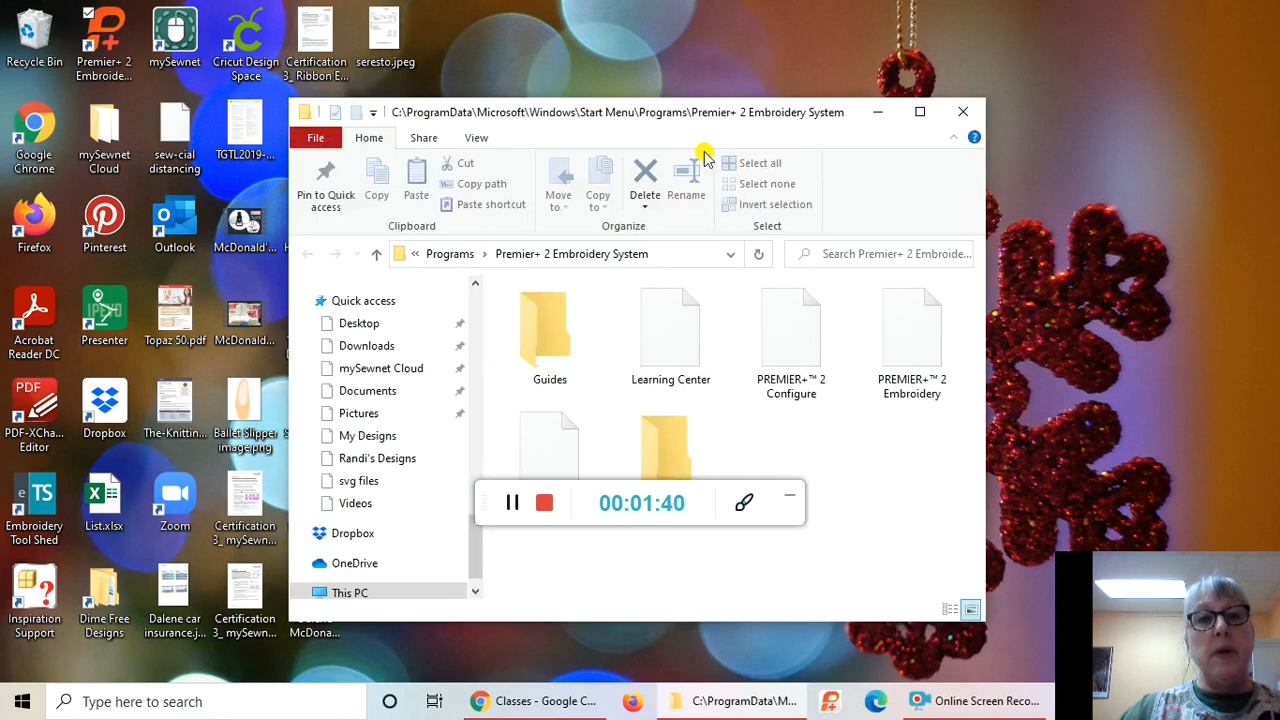 Recycle Bin
Premier+ 2
Embroide...
mySewnet
Cricut Design
Space
Certification
3_ Ribbon E...
seresto.jpeg
Google
Chrome
mySewnet
Cloud
sew-cial
distancing
TGTL2019-...
Firefox
Pinterest
Outlook
McDonald'...
Acrobat
Reader DC
Presenter
Topaz 50.pdf
McDonald...
PDF
PDF-XCha...
Editor
Dropbox
The-Knittin...
Ballet Slipper
image.png
eTS
Embroidery
Tool Shed
List.xlsx
Zoom
Certification
3_ mySewn...
Inspiration
Support
Dime Free
Designs
Dalene car
insurance.j...
Certification
3_ mySewn...
McDona...
C:\ProgramData\Microsoft\Windows\Start Menu\Programs\Premier+ 2 Embroidery System
File
Home
Share
View
Pin to Quick
access
Copy
Paste
Cut
Copy path
Paste shortcut
Move
to
Copy
to
Delete
Rename
Select all
Select none
Invert selection
Clipboard
Organize
Select
« Programs › Premier+ 2 Embroidery System
Search Premier+ 2 Embroide...
Quick access
Desktop
Downloads
mySewnet Cloud
Documents
Pictures
My Designs
Randi's Designs
svg files
Videos
Dropbox
OneDrive
This PC
Guides
Learning Center
PREMIER+™ 2
Configure
PREMIER+™ 2
Embroidery
00:01:40
Type here to search
Classes - Google C...
C:\ProgramData\M...
Online Screen Reco...